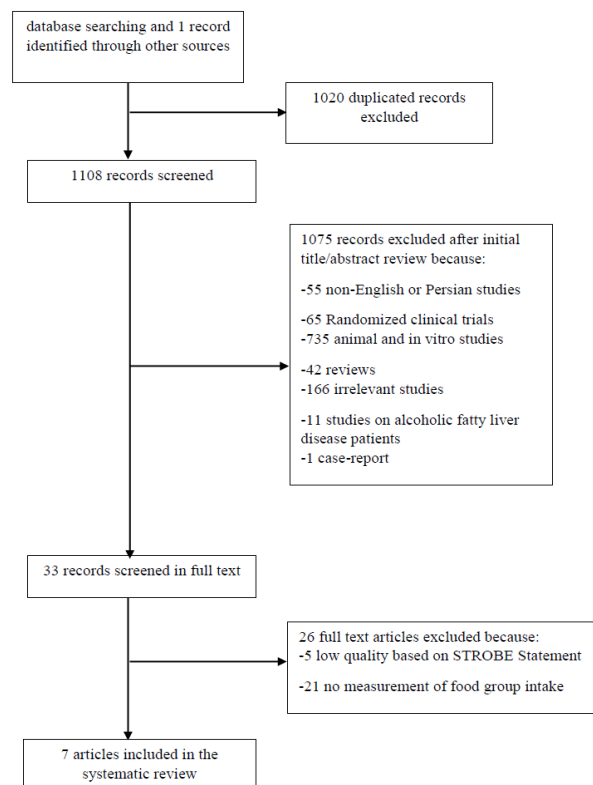 database searching and 1 record
identified through other sources
1020 duplicated records
excluded
1108 records screened
1075 records excluded after initial
title/abstract review because:
-55 non-English or Persian studies
-65 Randomized clinical trials
-735 animal and in vitro studies
-42 reviews
-166 irrelevant studies
-11 studies on alcoholic fatty liver
disease patients
-1 case-report
33 records screened in full text
26 full text articles excluded because:
-5 low quality based on STROBE Statement
-21 no measurement of food group intake
7 articles included in the
systematic review